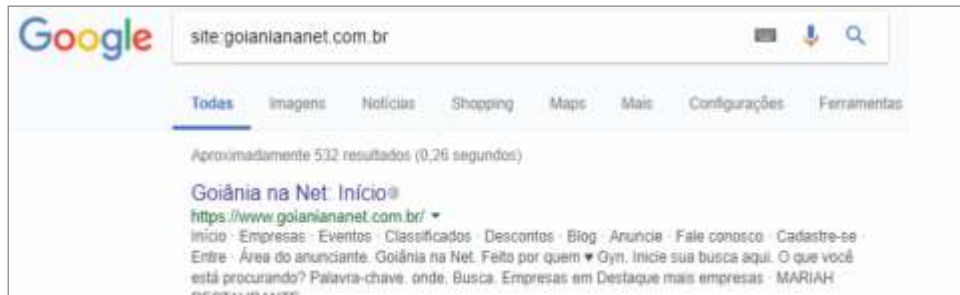 Google
site:goianiananet.com.br
Todas Imagens Notícias Shopping Maps Mais Configurações Ferramentas
Aproximadamente 532 resultados (0,26 segundos)
Goiânia na Net: Início
https://www.goianiananet.com.br/
Início · Empresas · Eventos · Classificados · Descontos · Blog · Anuncie · Fale conosco · Cadastre-se ·
Entre · Área do anunciante. Goiânia na Net. Feito por quem ♥ Gyn. Inicie sua busca aqui. O que você
está procurando? Palavra-chave. onde. Busca. Empresas em Destaque mais empresas · MARIAH